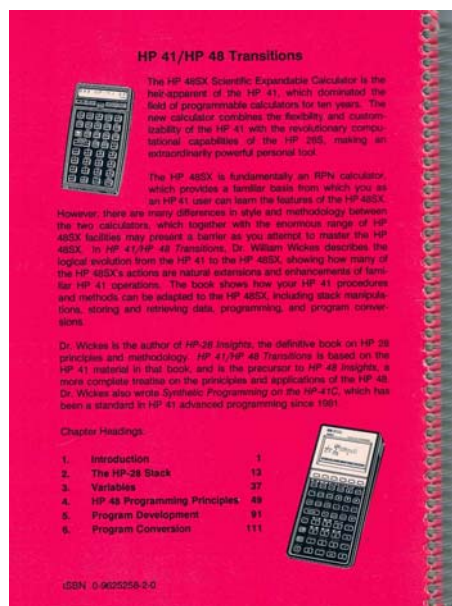 HP 41/HP 48 Transitions
The HP 48SX Scientific Expandable Calculator is the
heir-apparent of the HP 41, which dominated the
field of programmable calculators for ten years. The
new calculator combines the flexibility and custom-
izability of the HP 41 with the revolutionary compu-
tational capabilities of the HP 28S, making an
extraordinarily powerful personal tool.
The HP 48SX is fundamentally an RPN calculator,
which provides a familiar basis from which you as
an HP 41 user can learn the features of the HP 48SX.
However, there are many differences in style and methodology between
the two calculators, which together with the enormous range of HP
48SX facilities may present a barrier as you attempt to master the HP
48SX. In HP 41/HP 48 Transitions, Dr. William Wickes describes the
logical evolution from the HP 41 to the HP 48SX, showing how many of
the HP 48SX's actions are natural extensions and enhancements of fami-
liar HP 41 operations. The book shows how your HP 41 procedures
and methods can be adapted to the HP 48SX, including stack manipula-
tions, storing and retrieving data, programming, and program conver-
sions.
Dr. Wickes is the author of HP-28 Insights, the definitive book on HP 28
principles and methodology. HP 41/HP 48 Transitions is based on the
HP 41 material in that book, and is the precursor to HP 48 Insights, a
more complete treatise on the priniciples and applications of the HP 48.
Dr. Wickes also wrote Synthetic Programming on the HP-41C, which has
been a standard in HP 41 advanced programming since 1981.
Chapter Headings:
1. Introduction 1
2. The HP-28 Stack 13
3. Variables 37
4. HP 48 Programming Principles 49
5. Program Development 91
6. Program Conversion 111
ISBN 0-9625258-2-0